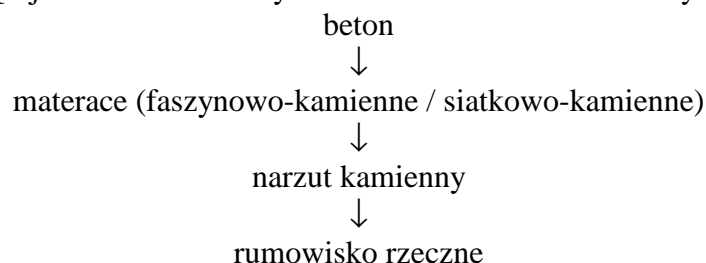 beton
↓
materace (faszynowo-kamienne / siatkowo-kamienne)
↓
narzut kamienny
↓
rumowisko rzeczne